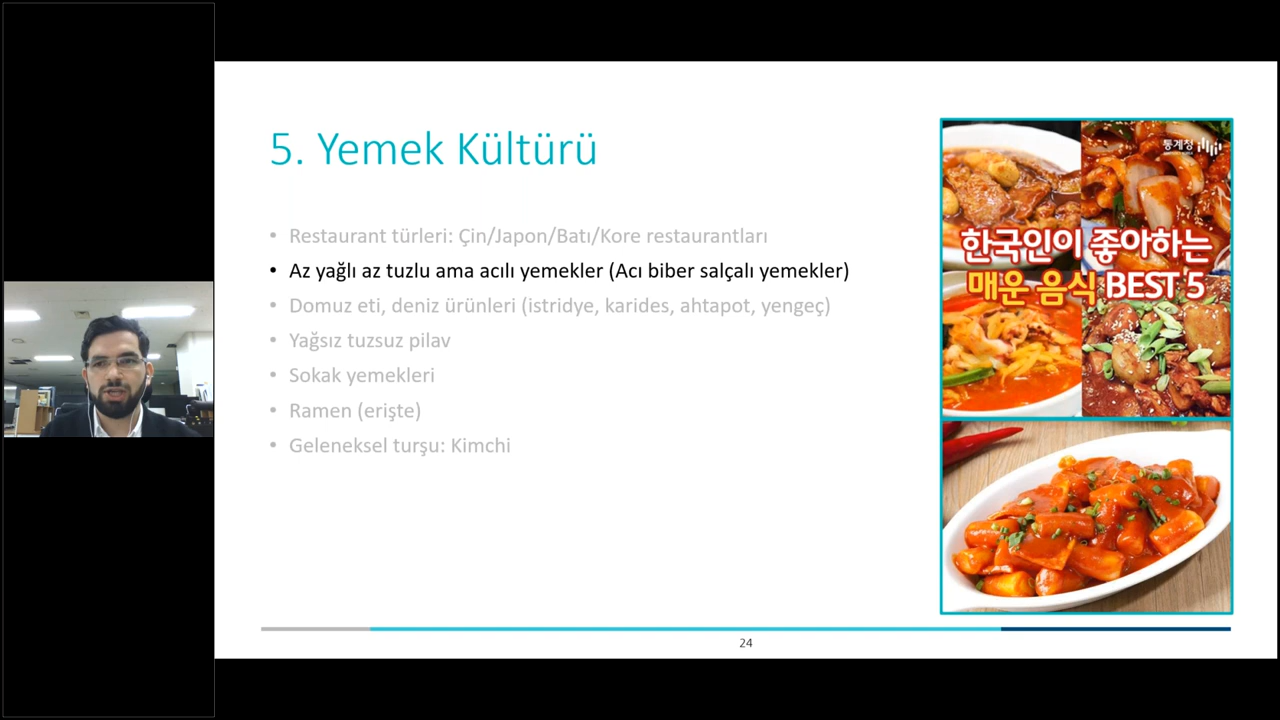 5. Yemek Kültürü
• Restaurant türleri: Çin/Japon/Batı/Kore restaurantları
• Az yağlı az tuzlu ama acılı yemekler (Acı biber salçalı yemekler)
• Domuz eti, deniz ürünleri (istridye, karides, ahtapot, yengeç)
• Yağsız tuzsuz pilav
• Sokak yemekleri
• Ramen (erişte)
• Geleneksel turşu: Kimchi
통계청
한국인이 좋아하는
매운 음식 BEST 5
24